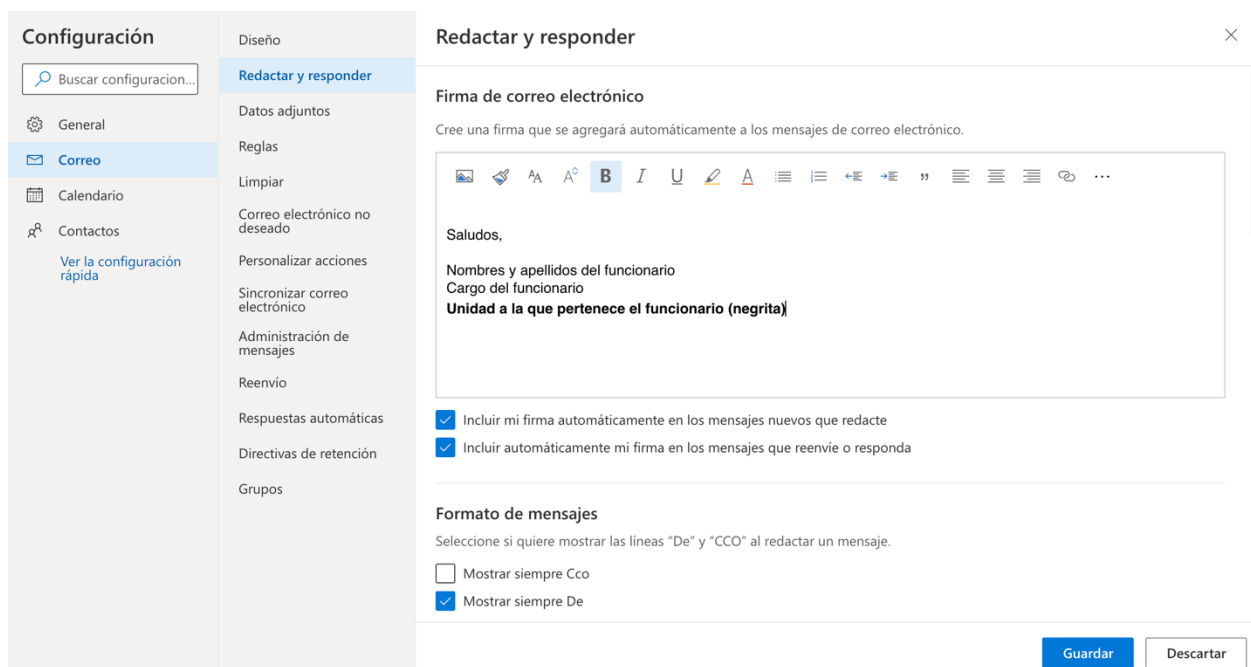 Configuración
Buscar configuracion...
General
Correo
Calendario
Contactos
Ver la configuración
rápida
Diseño
Redactar y responder
Datos adjuntos
Reglas
Limpiar
Correo electrónico no
deseado
Personalizar acciones
Sincronizar correo
electrónico
Administración de
mensajes
Reenvío
Respuestas automáticas
Directivas de retención
Grupos
Redactar y responder
Firma de correo electrónico
Cree una firma que se agregará automáticamente a los mensajes de correo electrónico.
Saludos,
Nombres y apellidos del funcionario
Cargo del funcionario
Unidad a la que pertenece el funcionario (negrita)
Incluir mi firma automáticamente en los mensajes nuevos que redacte
Incluir automáticamente mi firma en los mensajes que reenvíe o responda
Formato de mensajes
Seleccione si quiere mostrar las líneas "De" y "CCO" al redactar un mensaje.
Mostrar siempre Cco
Mostrar siempre De
Guardar Descartar